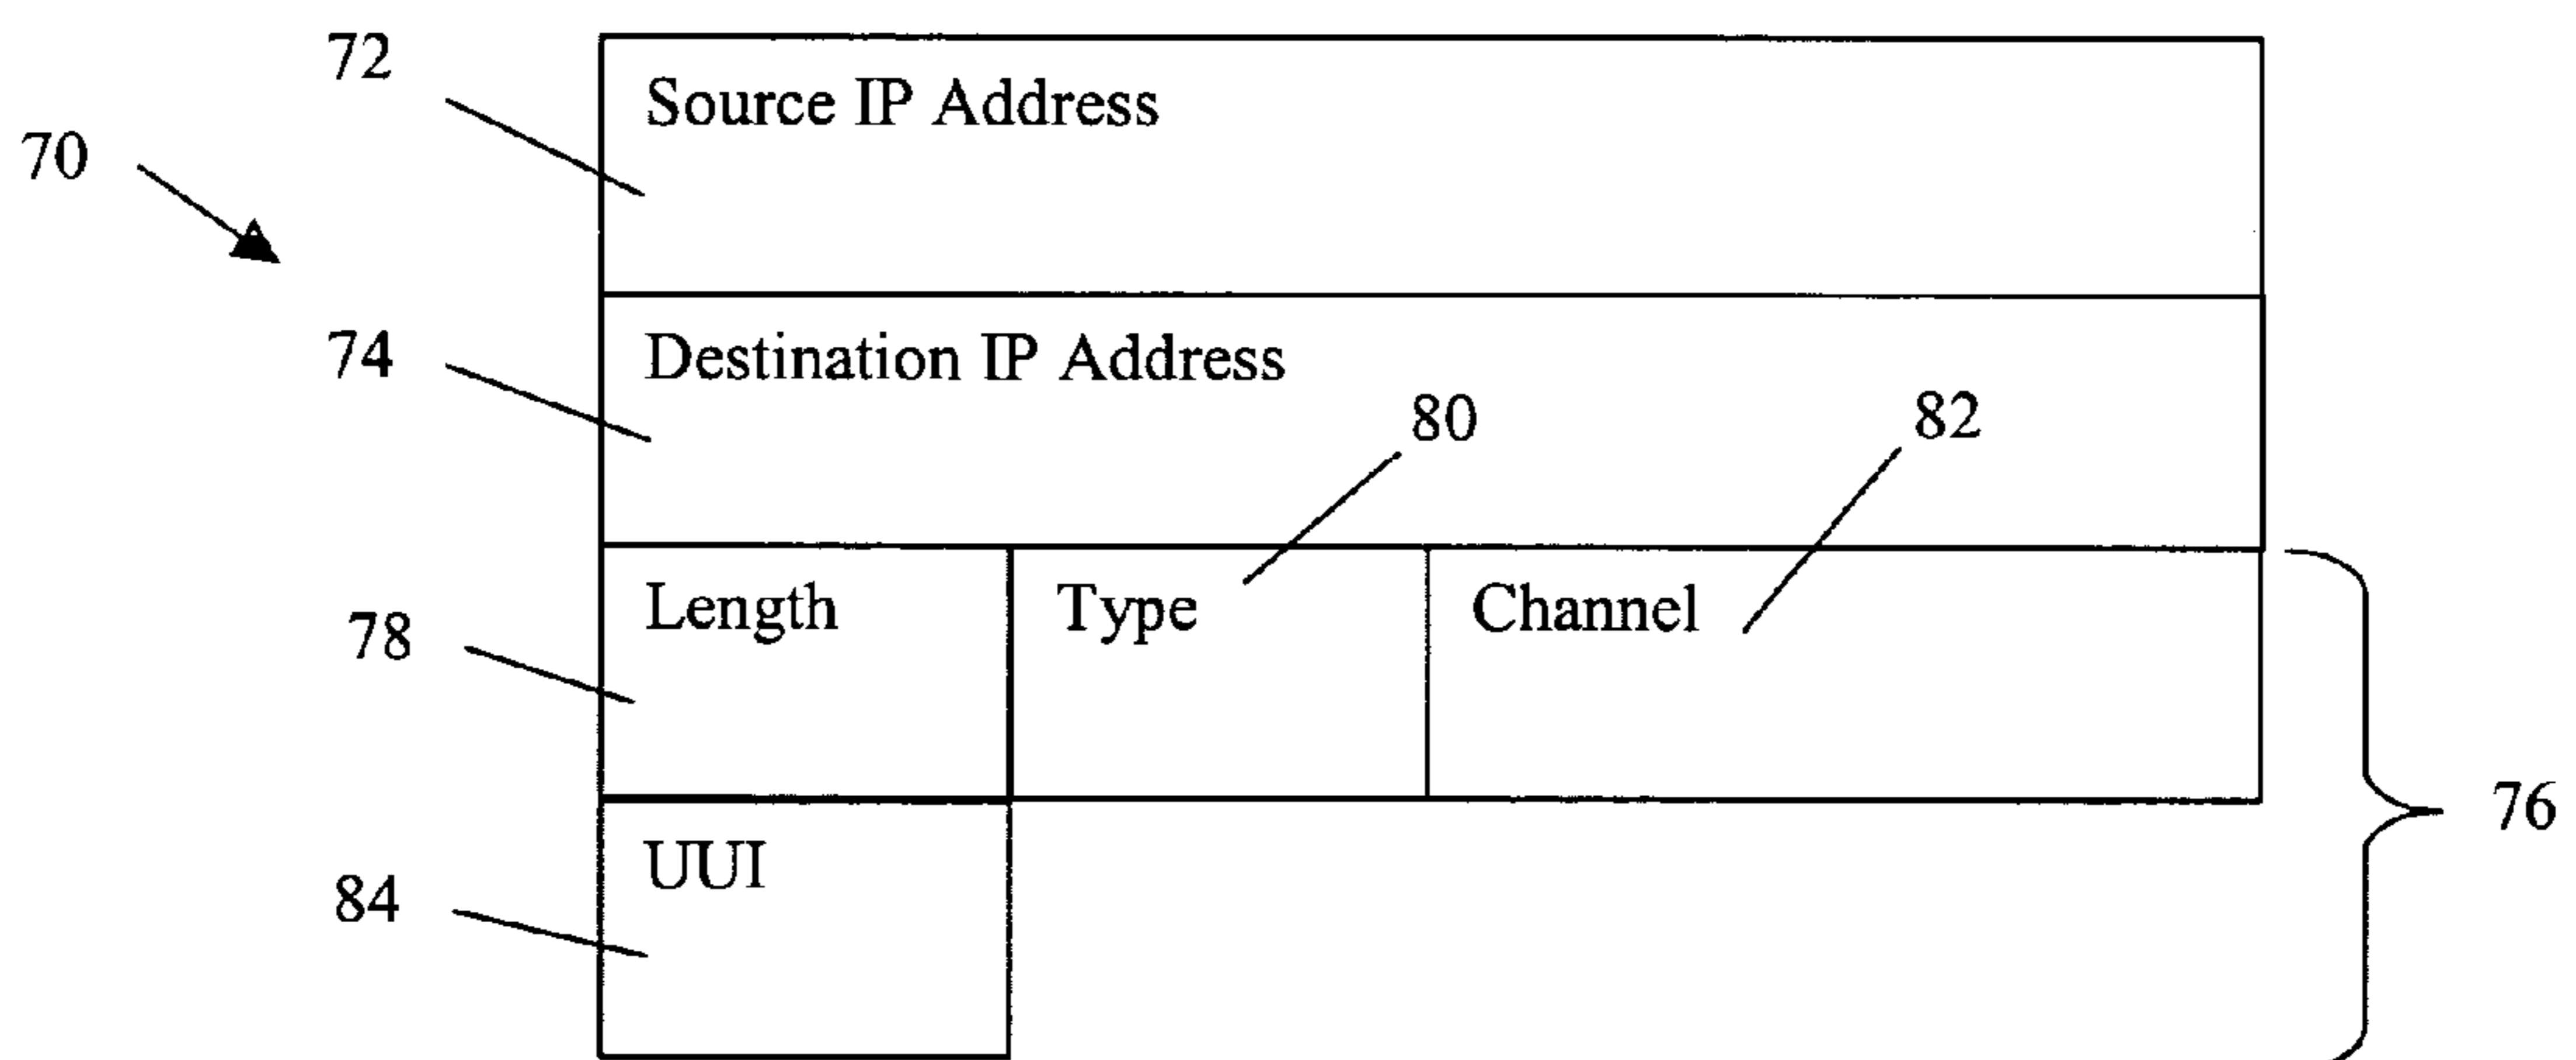 72
Source IP Address
70
74
Destination IP Address
80
82
78
Length
Type
Channel
76
UUI
84